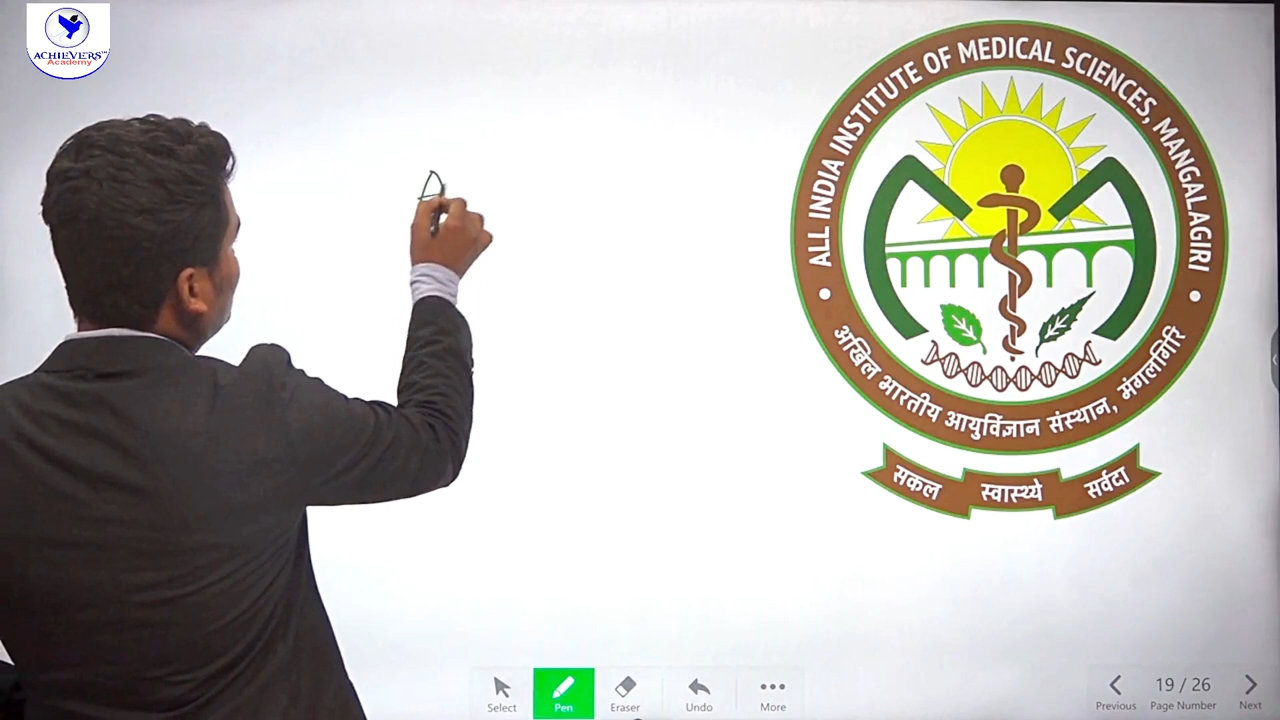 ACHIEVERS™
Academy
A
ALL INDIA INSTITUTE OF MEDICAL SCIENCES, MANGALAGIRI
अखिल भारतीय आयुर्विज्ञान संस्थान, मंगलगिरि
सकल स्वास्थ्ये सर्वदा
Select
Pen
Eraser
Undo
More
Previous
19 / 26
Page Number
Next